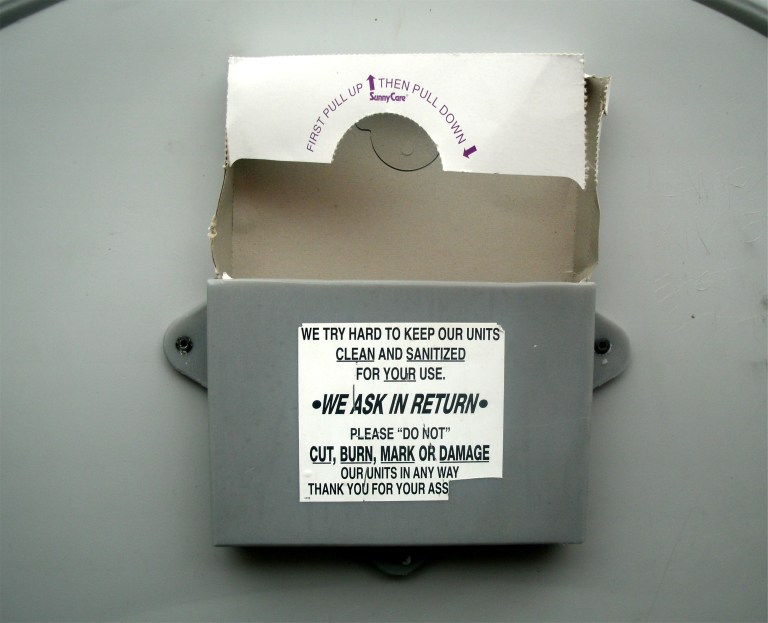 FIRST PULL UP THEN PULL DOWN
SunnyCare
WE TRY HARD TO KEEP OUR UNITS
CLEAN AND SANITIZED
FOR YOUR USE.
•WE ASK IN RETURN•
PLEASE "DO NOT"
CUT, BURN, MARK OR DAMAGE
OUR UNITS IN ANY WAY
THANK YOU FOR YOUR ASS